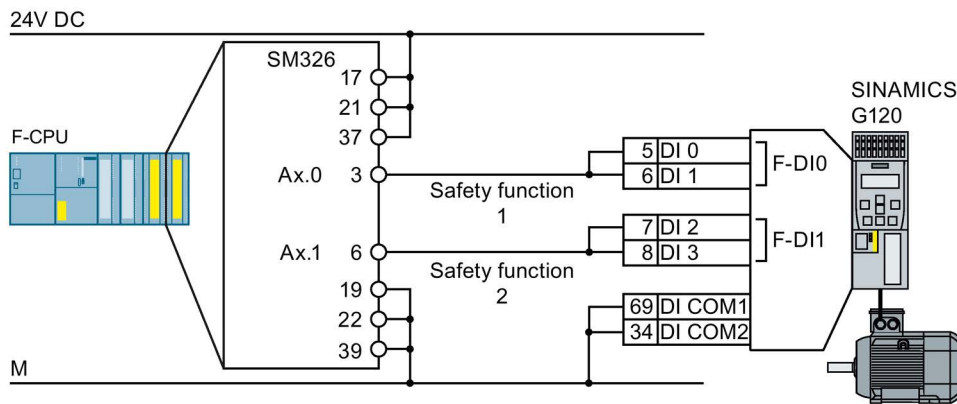 24V DC
SM326
17
21
37
SINAMICS
G120
F-CPU
Ax.0 3
Safety function
1
5 DI 0
6 DI 1
F-DI0
Ax.1 6
Safety function
2
7 DI 2
8 DI 3
F-DI1
19
22
39
69 DI COM1
34 DI COM2
M